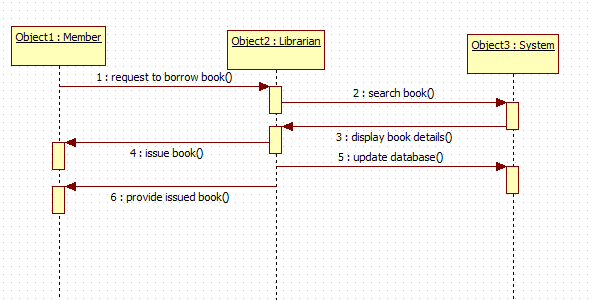 Object1 : Member
Object2 : Librarian
Object3 : System
1 : request to borrow book()
2 : search book()
3 : display book details()
4 : issue book()
5 : update database()
6 : provide issued book()